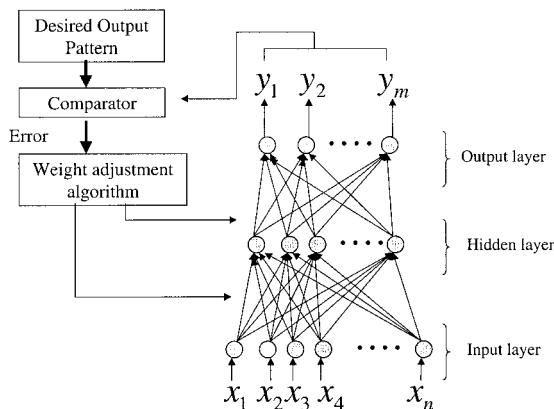 Desired Output
Pattern
Comparator
Error
Weight adjustment
algorithm
y1 y2 ym
Output layer
Hidden layer
Input layer
x1 x2 x3 x4 xn